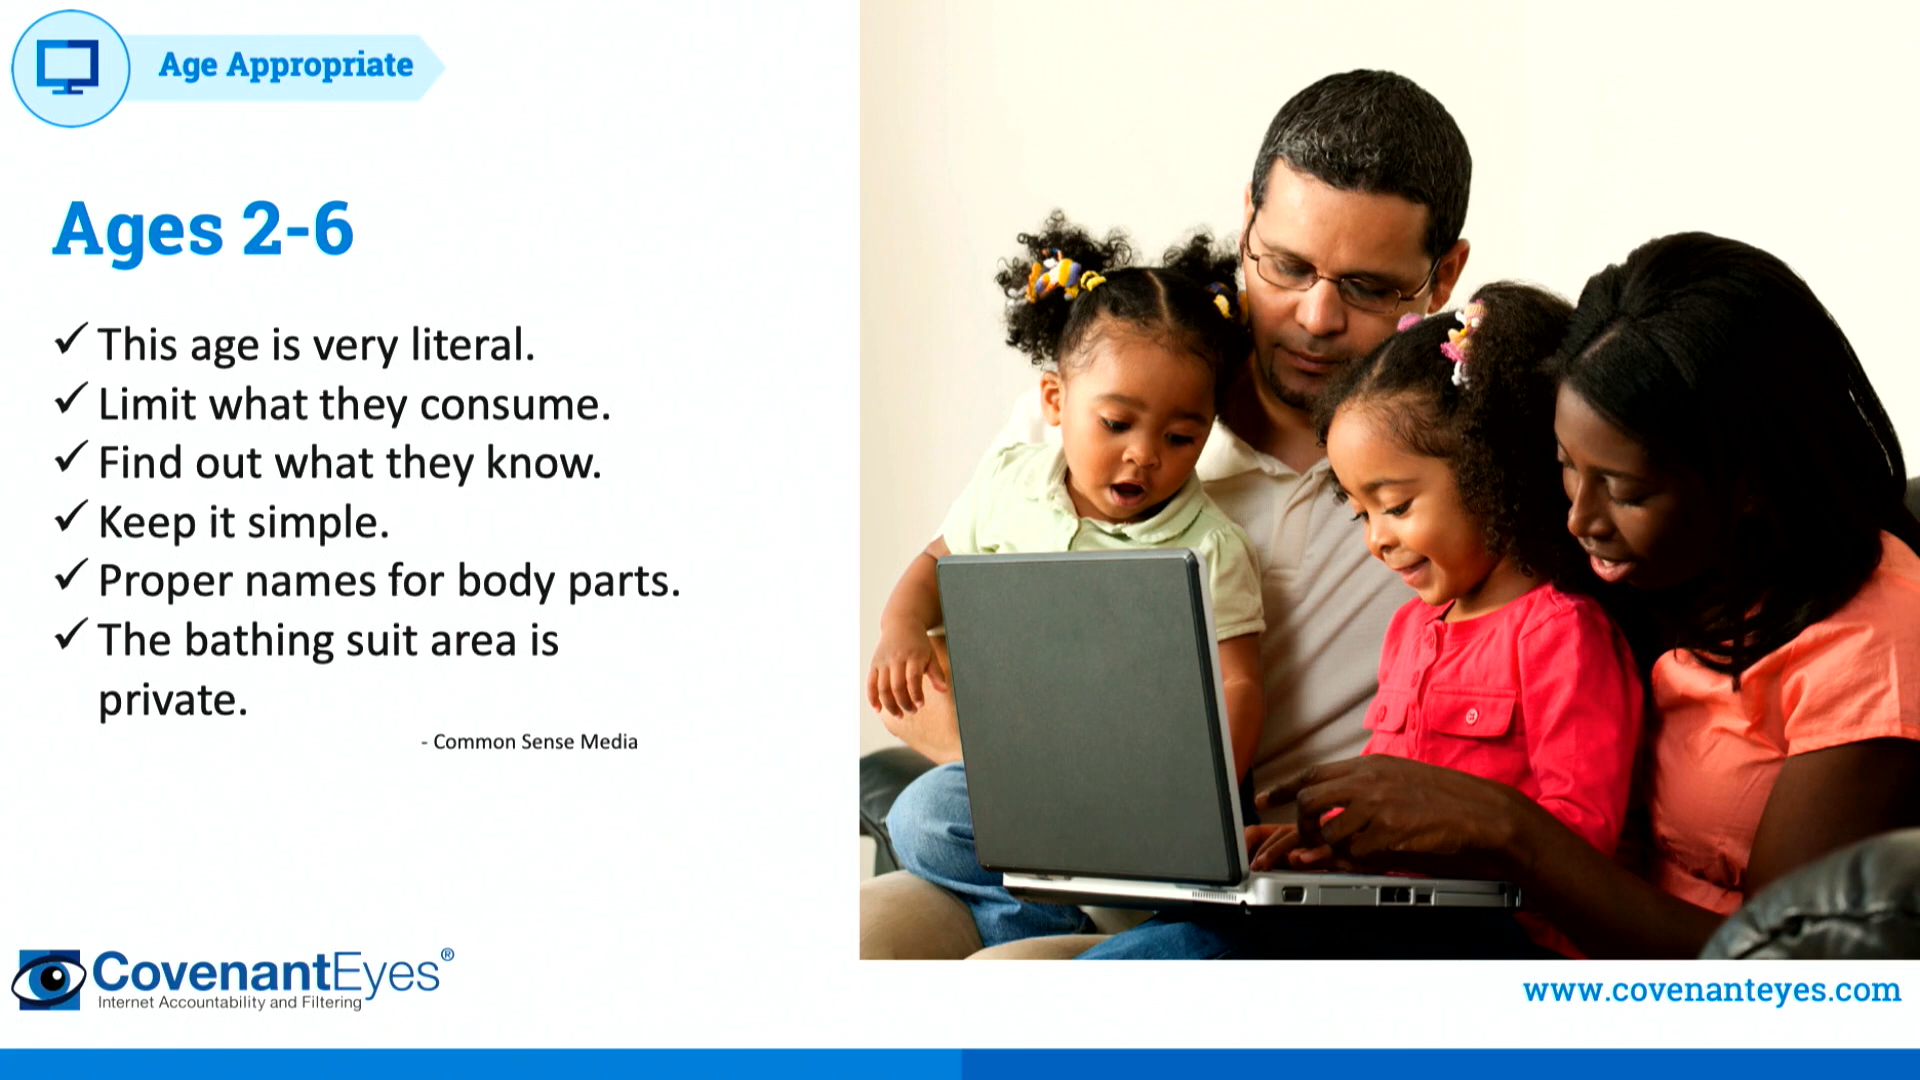 Age Appropriate
Ages 2-6
✓ This age is very literal.
✓ Limit what they consume.
✓ Find out what they know.
✓ Keep it simple.
✓ Proper names for body parts.
✓ The bathing suit area is
private.
- Common Sense Media
CovenantEyes®
Internet Accountability and Filtering
www.covenanteyes.com